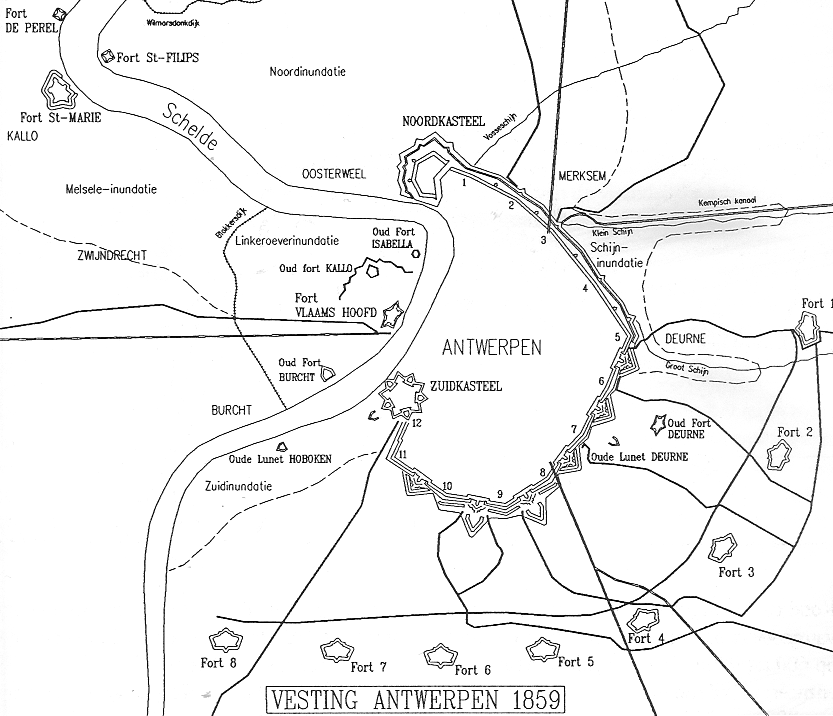 Fort
DE PEREL
Wilmarsdonkdijk
Fort St-FILIPS
Noordinundatie
Fort St-MARIE
KALLO
Schelde
NOORDKASTEEL
Vosseschijn
OOSTERWEEL
MERKSEM
Melsele-inundatie
Kempisch kanaal
Blokkendijk
Klein Schijn
Oud Fort
ISABELLA
Linkeroeverinundatie
Schijn-
inundatie
ZWIJNDRECHT
Oud fort KALLO
Fort
VLAAMS HOOFD
Fort 1
ANTWERPEN
DEURNE
Groot Schijn
Oud Fort
BURCHT
ZUIDKASTEEL
BURCHT
Oud Fort
DEURNE
Fort 2
Oude Lunet HOBOKEN
Oude Lunet DEURNE
Zuidinundatie
1
2
3
4
5
6
7
8
9
10
11
12
Fort 3
Fort 4
Fort 8
Fort 7
Fort 6
Fort 5
VESTING ANTWERPEN 1859